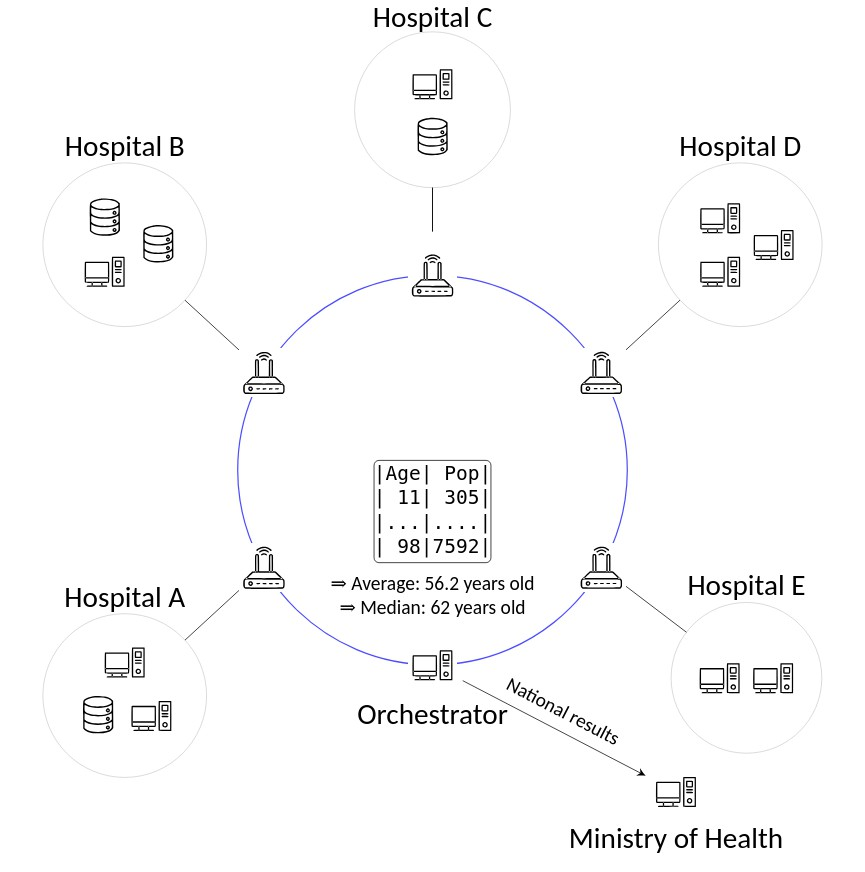 Hospital C
Hospital B
Hospital D
|Age| Pop|
| 11| 305|
|...|....|
| 98|7592|
⇒ Average: 56.2 years old
⇒ Median: 62 years old
Hospital A
Hospital E
Orchestrator
National results
Ministry of Health